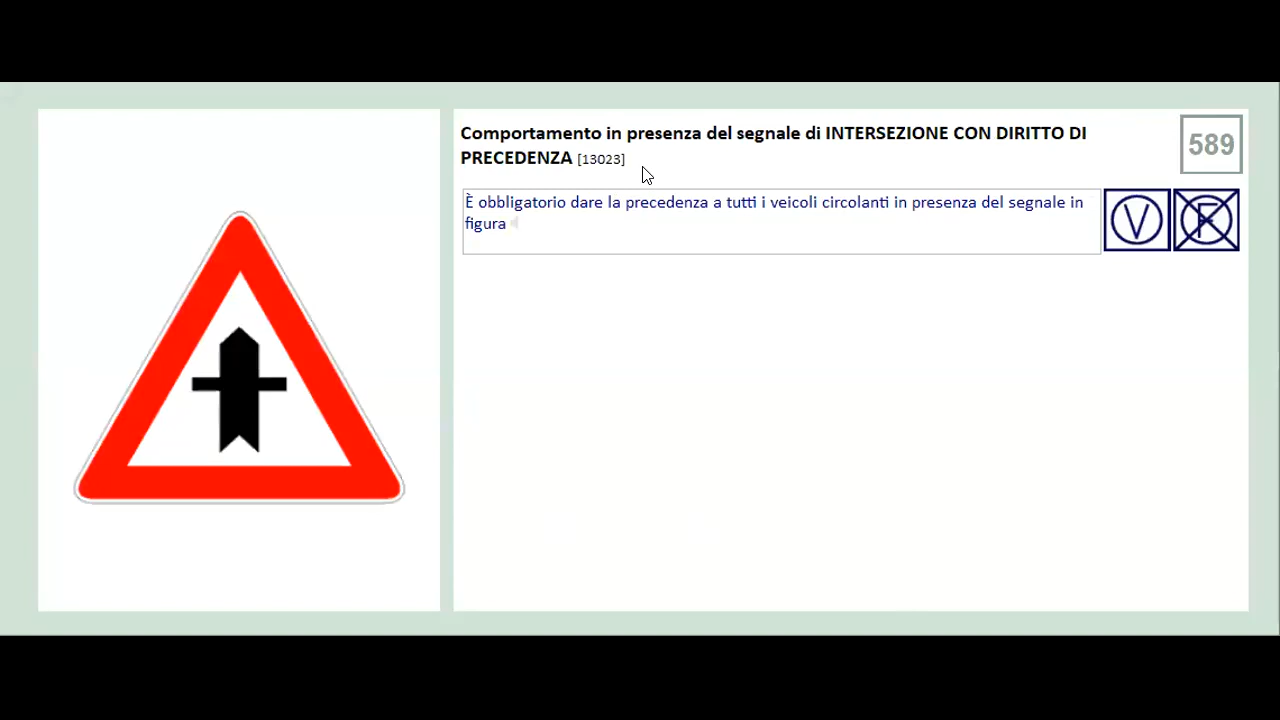 Comportamento in presenza del segnale di INTERSEZIONE CON DIRITTO DI
PRECEDENZA [13023]
589
È obbligatorio dare la precedenza a tutti i veicoli circolanti in presenza del segnale in
figura
V F